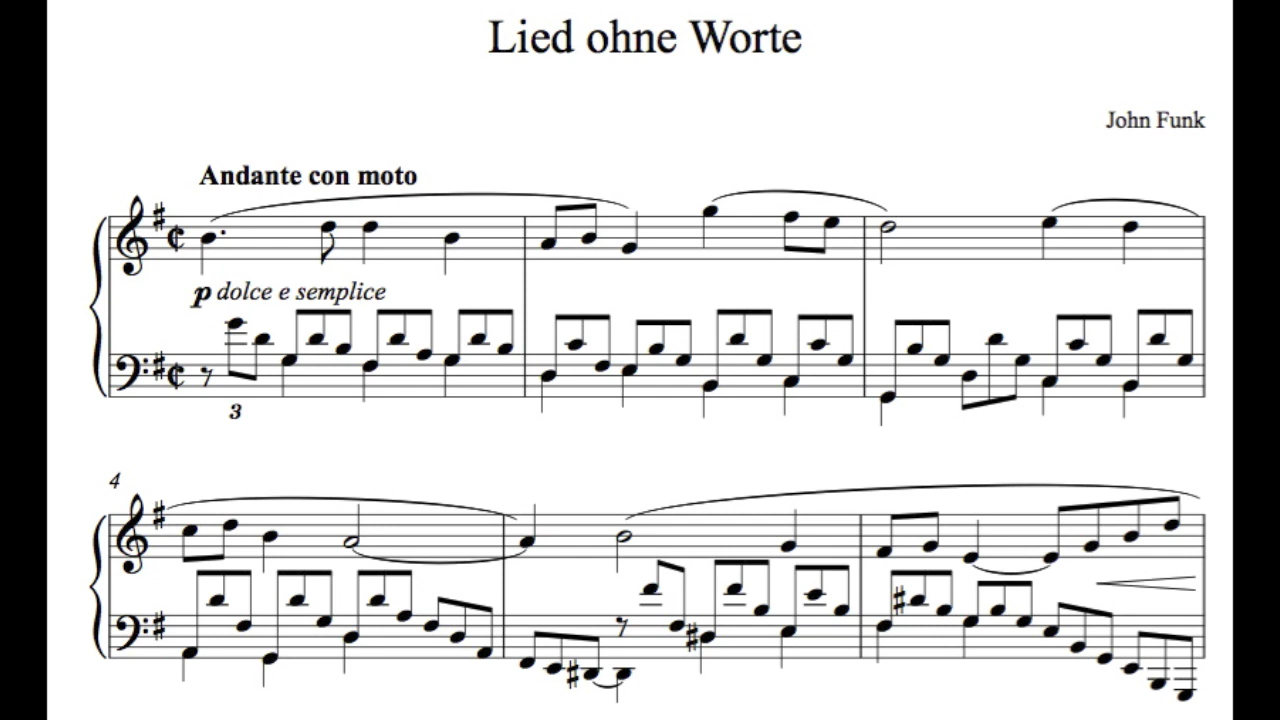 Lied ohne Worte
John Funk
Andante con moto
p dolce e semplice
3
4